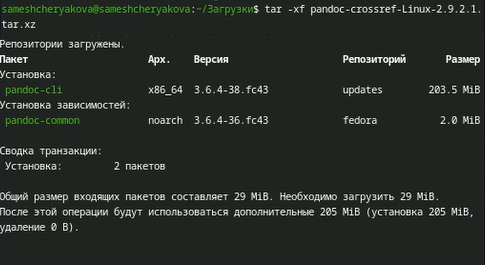 sameshcheryakova@sameshcheryakova:~/Загрузки$ tar -xf pandoc-crossref-Linux-2.9.2.1.
tar.xz
Репозитории загружены.
Пакет Арх. Версия Репозиторий Размер
Установка:
pandoc-cli x86_64 3.6.4-38.fc43 updates 203.5 MiB
Установка зависимостей:
pandoc-common noarch 3.6.4-36.fc43 fedora 2.0 MiB
Сводка транзакции:
Установка: 2 пакетов
Общий размер входящих пакетов составляет 29 MiB. Необходимо загрузить 29 MiB.
После этой операции будут использоваться дополнительные 205 MiB (установка 205 MiB,
удаление 0 B).